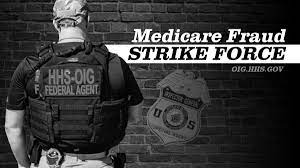 Medicare Fraud
STRIKE FORCE
OIG.HHS.GOV
HHS-OIG
FEDERAL AGENT
U S